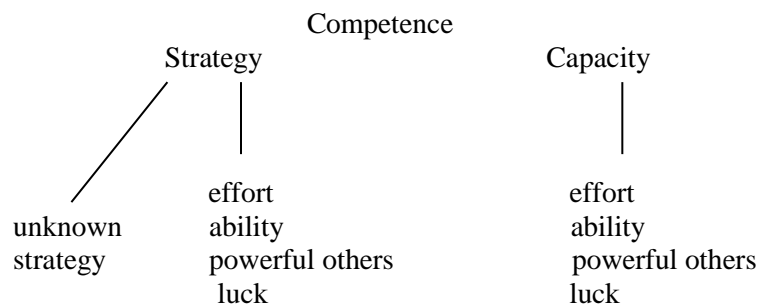 Competence
Strategy Capacity
effort effort
unknown ability ability
strategy powerful others powerful others
luck luck